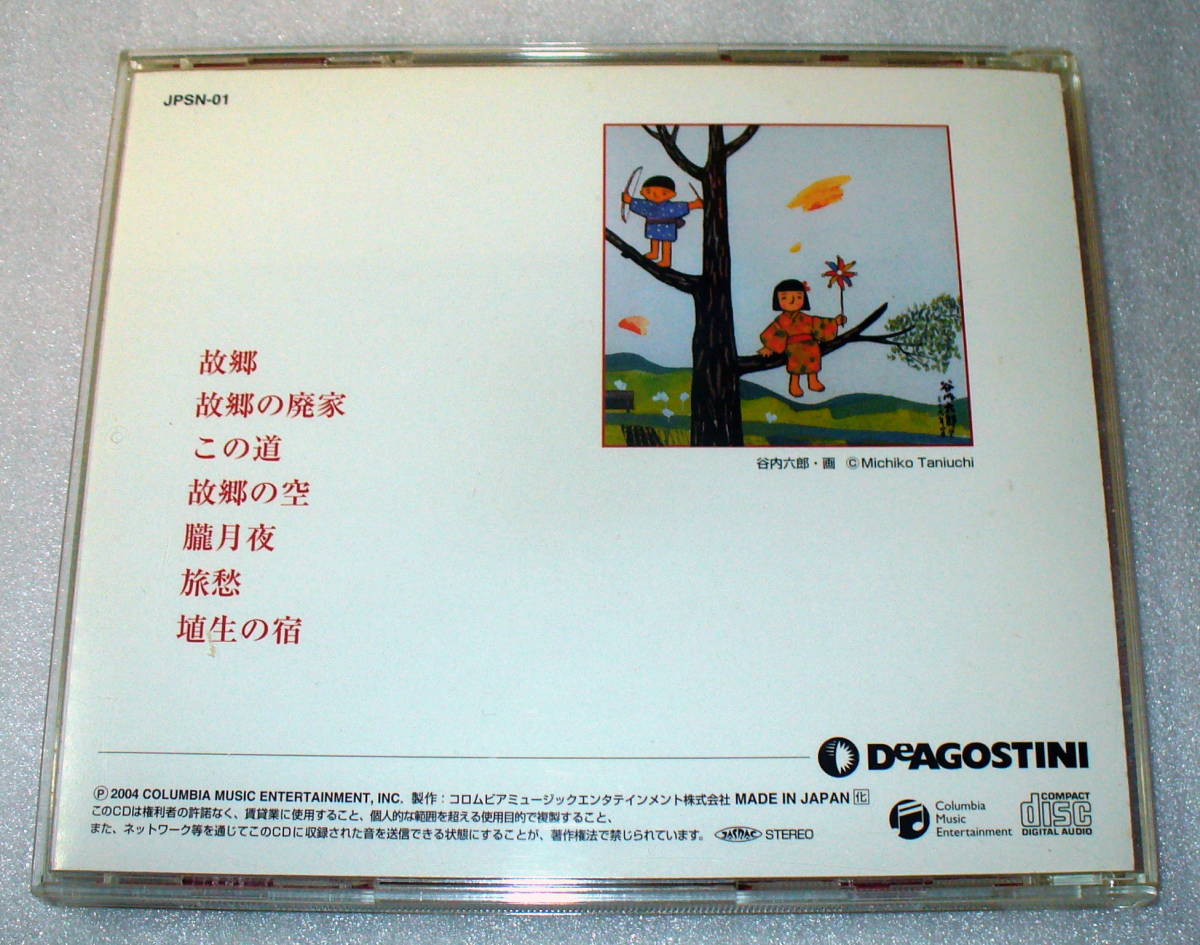 JPSN-01
谷内六郎・画 ©Michiko Taniuchi
故郷
故郷の廃家
この道
故郷の空
朧月夜
旅愁
埴生の宿
DeAGOSTINI
Ⓟ 2004 COLUMBIA MUSIC ENTERTAINMENT, INC. 製作：コロムビアミュージックエンタテインメント株式会社 MADE IN JAPAN 化
このCDは権利者の許諾なく、賃貸業に使用すること、個人的な範囲を超える使用目的で複製すること、
また、ネットワーク等を通じてこのCDに収録された音を送信できる状態にすることが、著作権法で禁じられています。 JASRAC STEREO
Columbia
Music
Entertainment
COMPACT
disc
DIGITAL AUDIO